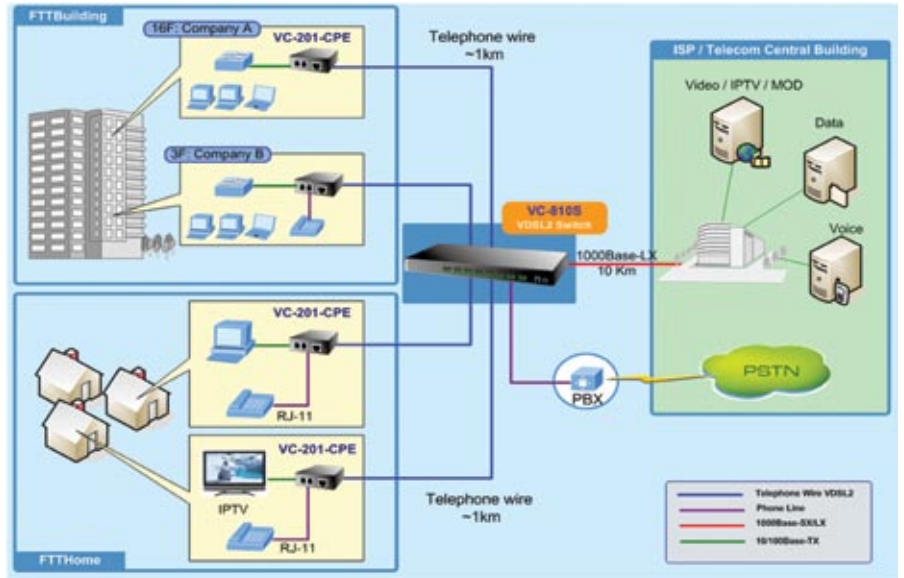 FTTBuilding
16F: Company A
VC-201-CPE
3F: Company B
Telephone wire
~1km
ISP / Telecom Central Building
Video / IPTV / MOD
Data
Voice
VC-810S
VDSL2 Switch
1000Base-LX
10 Km
PBX
PSTN
VC-201-CPE
RJ-11
VC-201-CPE
IPTV
RJ-11
FTTHome
Telephone wire
~1km
Telephone Wire VDSL2
Phone Line
1000Base-SX/LX
10/100Base-TX